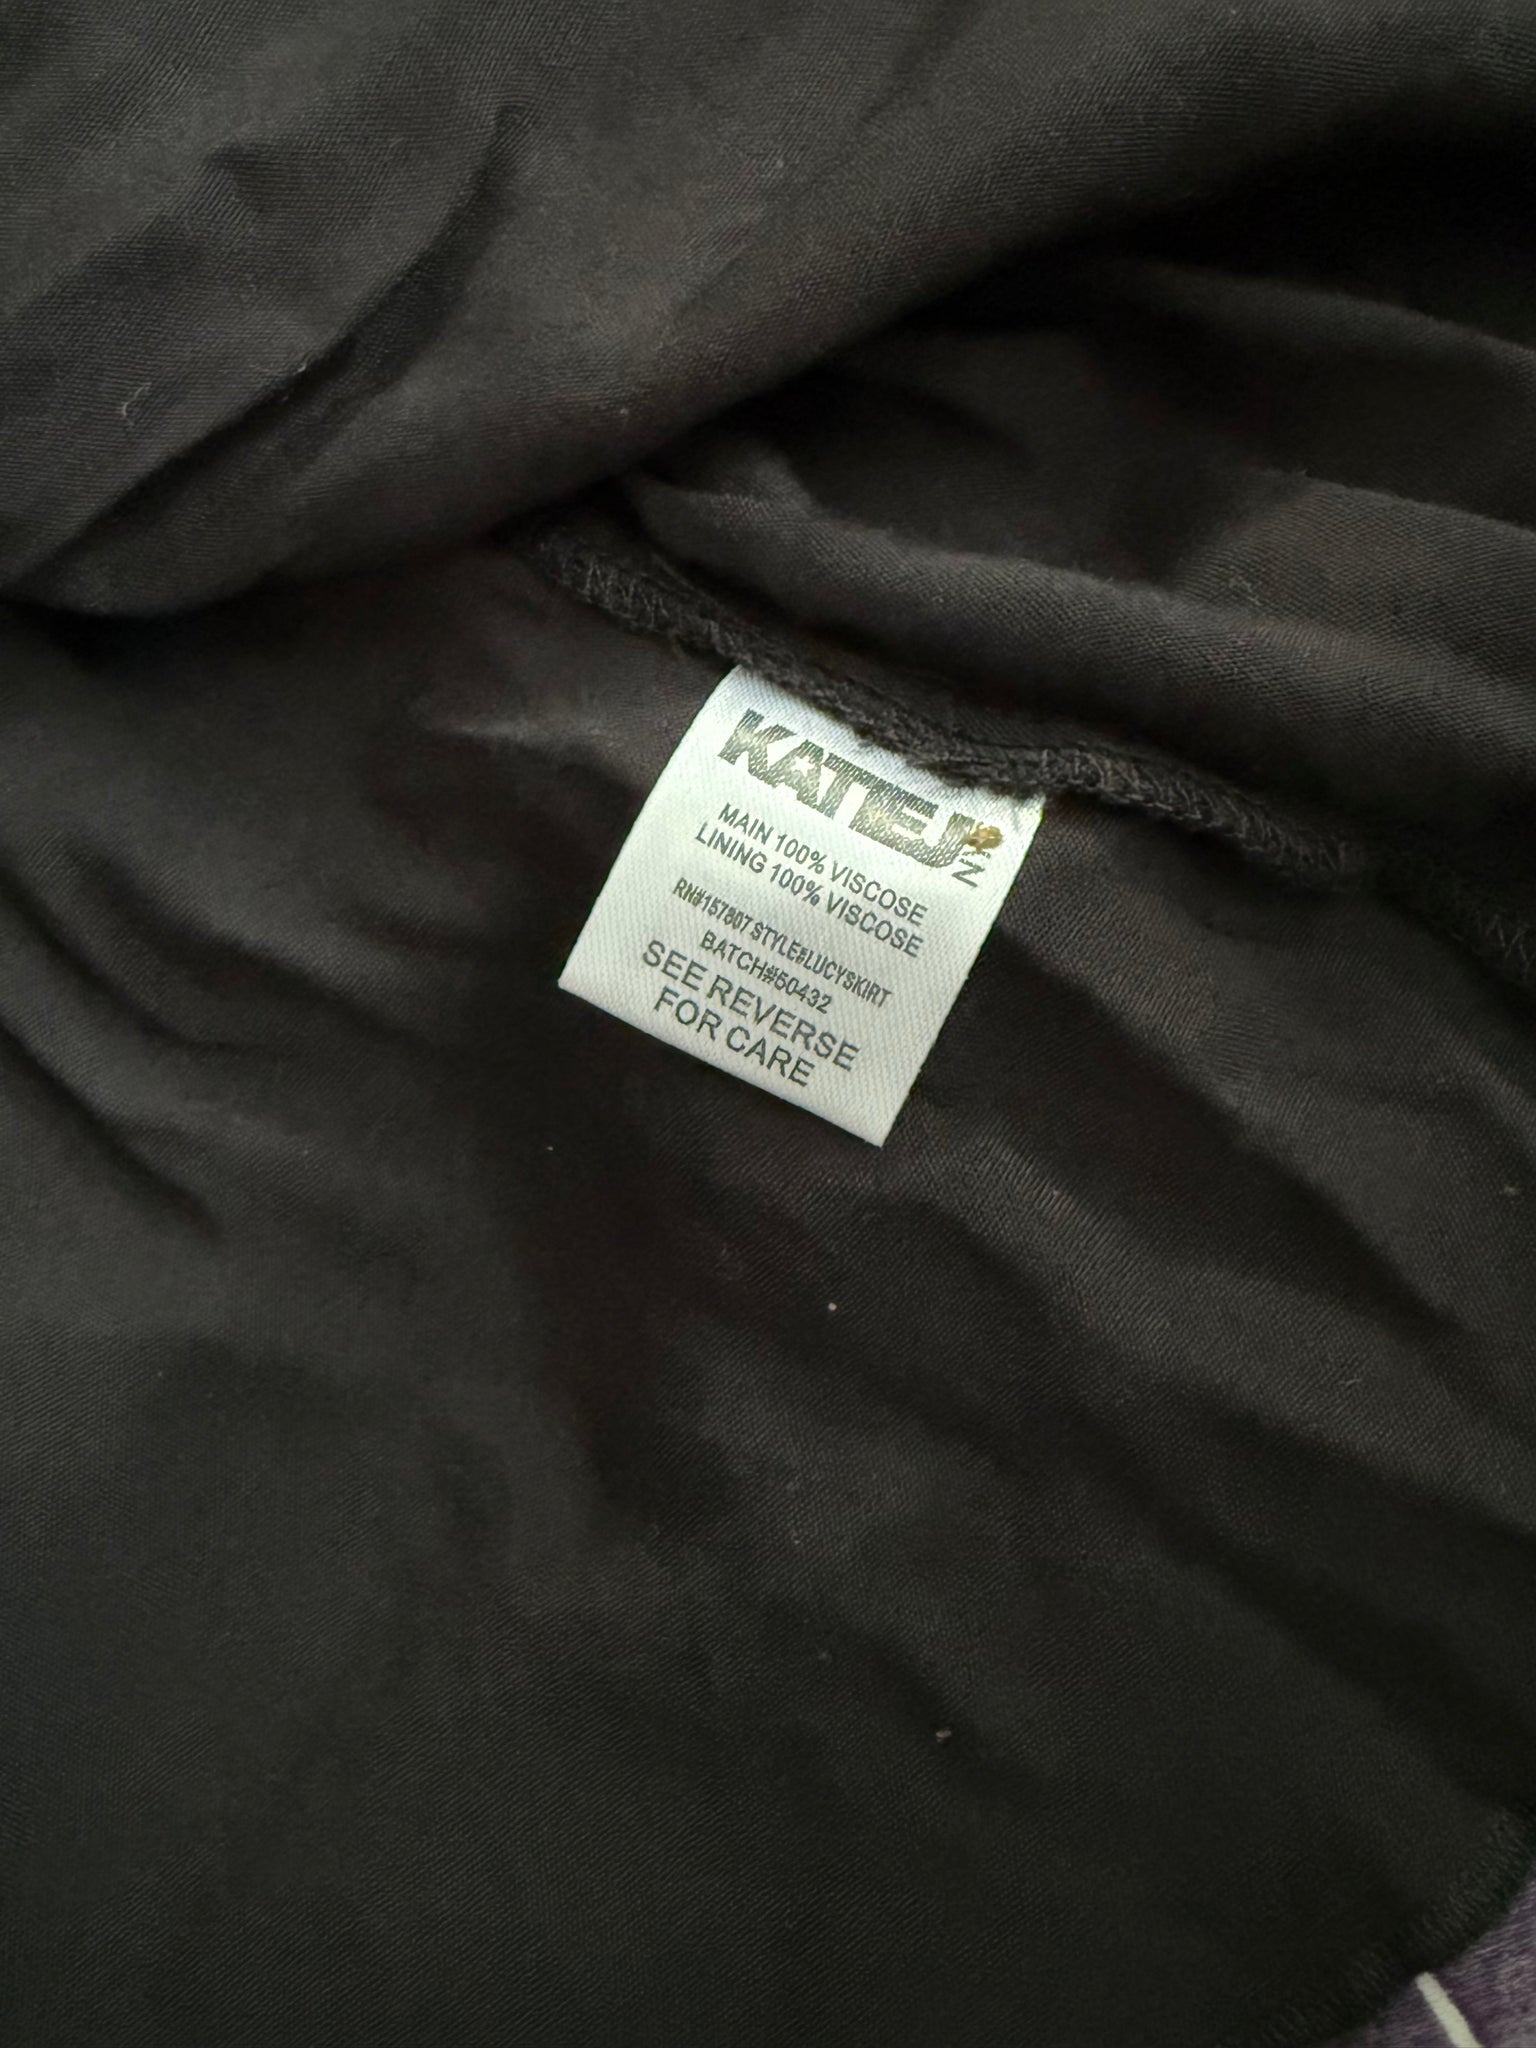 KATIEJ
NYC
MAIN 100% VISCOSE
LINING 100% VISCOSE
RN#157807 STYLE#LUCYSKIRT
BATCH#50432
SEE REVERSE
FOR CARE